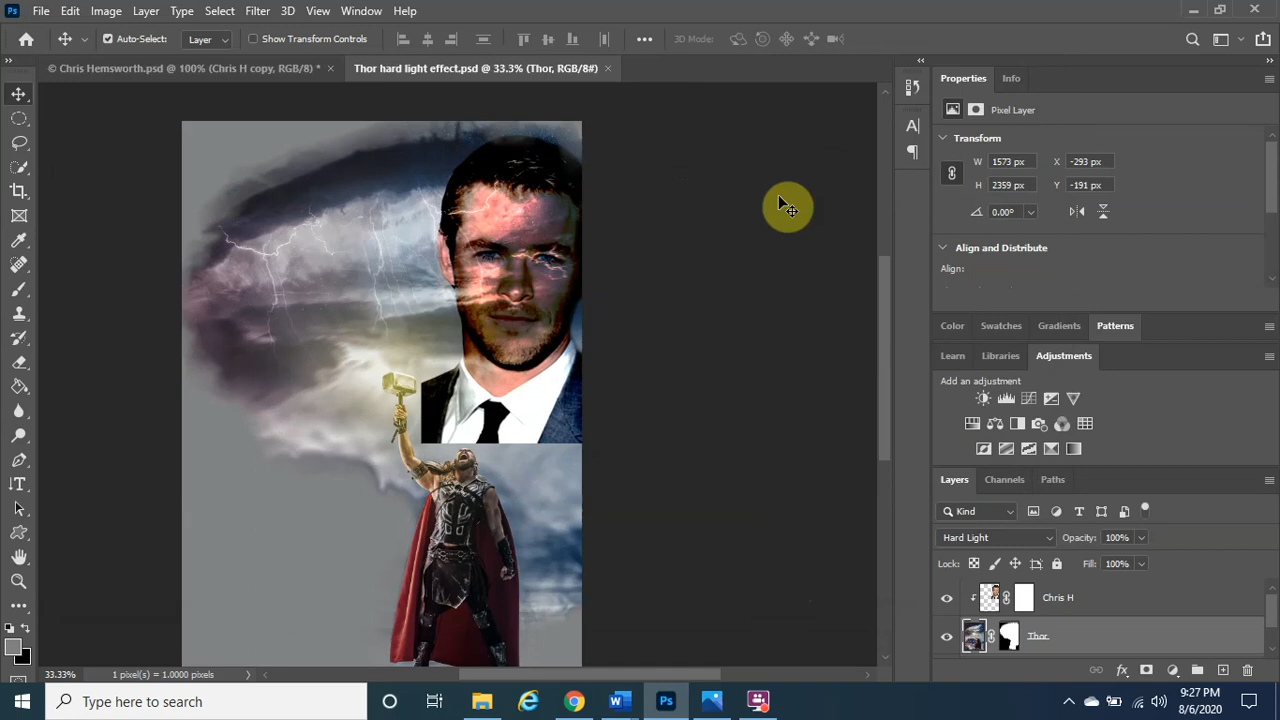 Ps File Edit Image Layer Type Select Filter 3D View Window Help
Auto-Select: Layer Show Transform Controls 3D Mode:
© Chris Hemsworth.psd @ 100% (Chris H copy, RGB/8) * × Thor hard light effect.psd @ 33.3% (Thor, RGB/8#) ×
Properties Info
Pixel Layer
Transform
W 1573 px X -293 px
H 2359 px Y -191 px
0.00°
Align and Distribute
Align:
Color Swatches Gradients Patterns
Learn Libraries Adjustments
Add an adjustment
Layers Channels Paths
Kind
Hard Light Opacity: 100%
Lock: Fill: 100%
Chris H
Thor
33.33% 1 pixel(s) = 1.0000 pixels
Type here to search
9:27 PM
8/6/2020